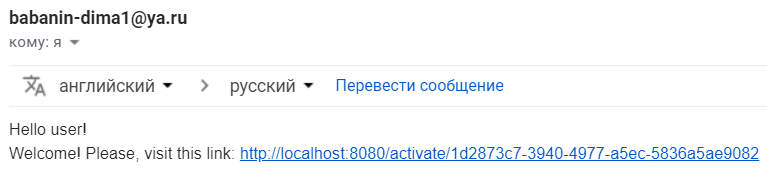 babanin-dima1@ya.ru
кому: я
английский русский Перевести сообщение
Hello user!
Welcome! Please, visit this link: http://localhost:8080/activate/1d2873c7-3940-4977-a5ec-5836a5ae9082